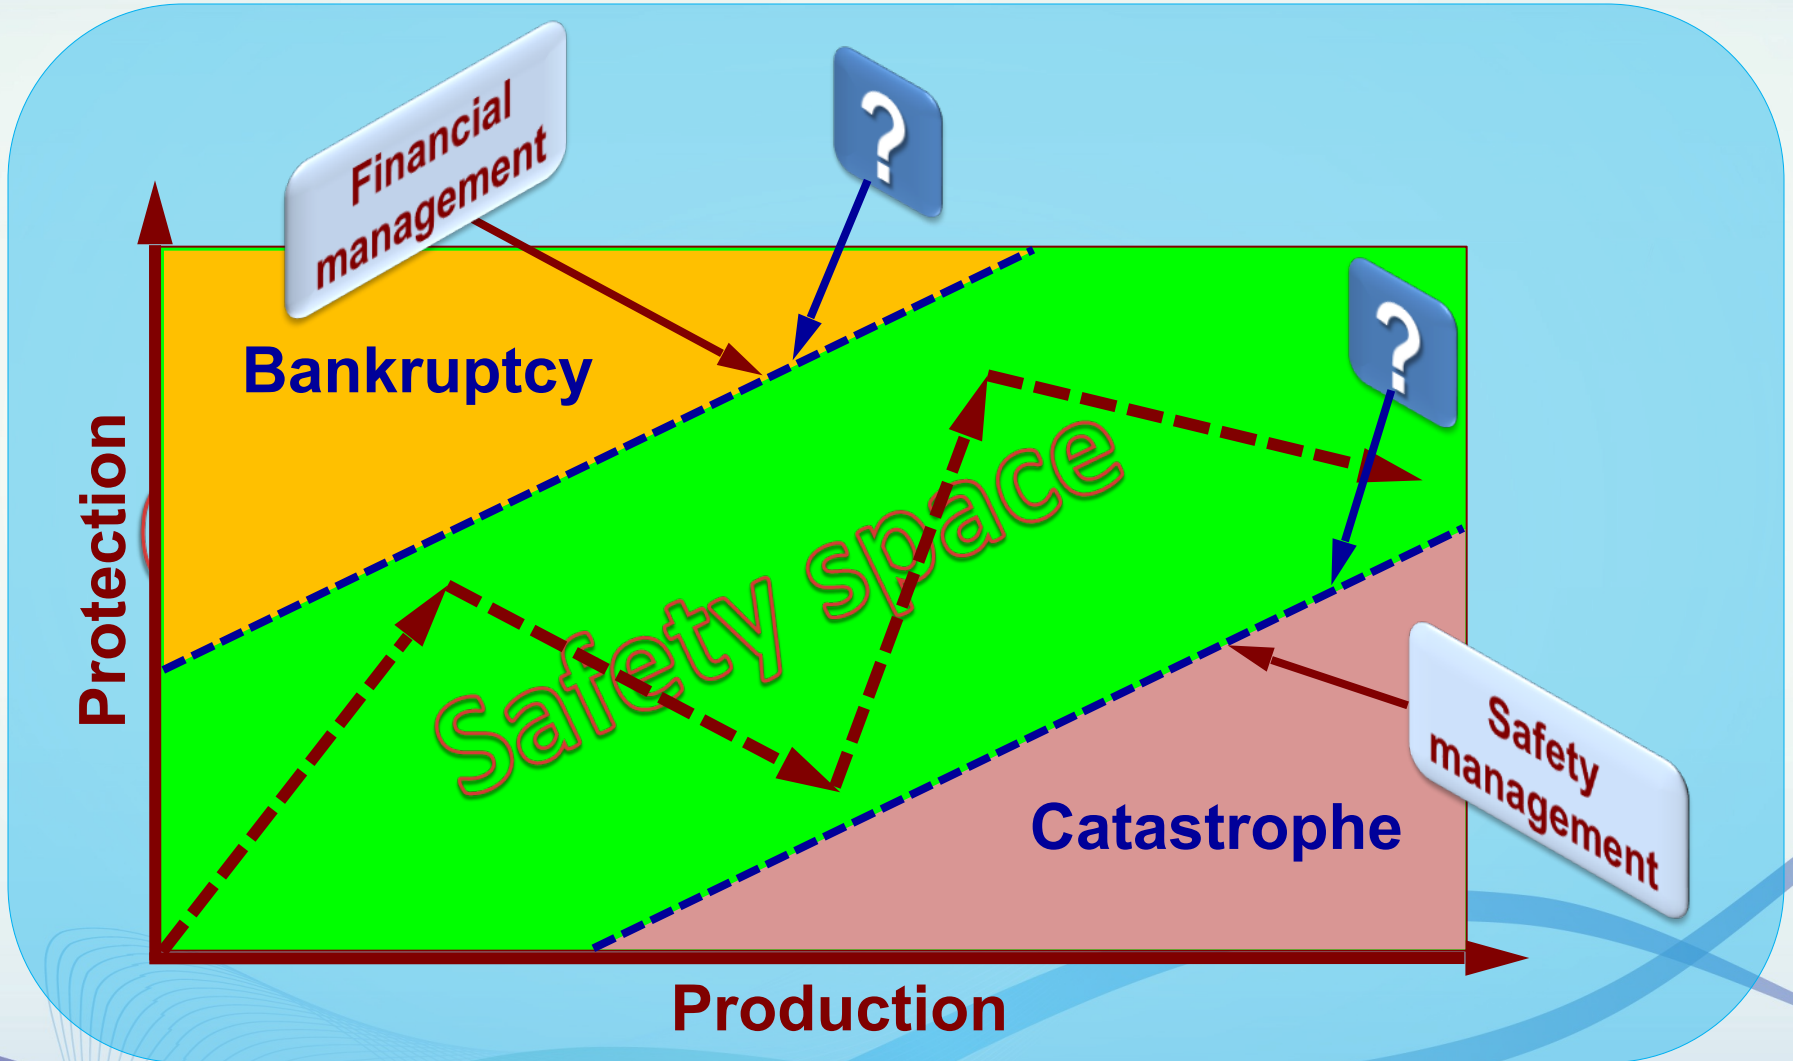 Financial
management
?
?
Bankruptcy
Protection
Safety space
Safety
management
Catastrophe
Production